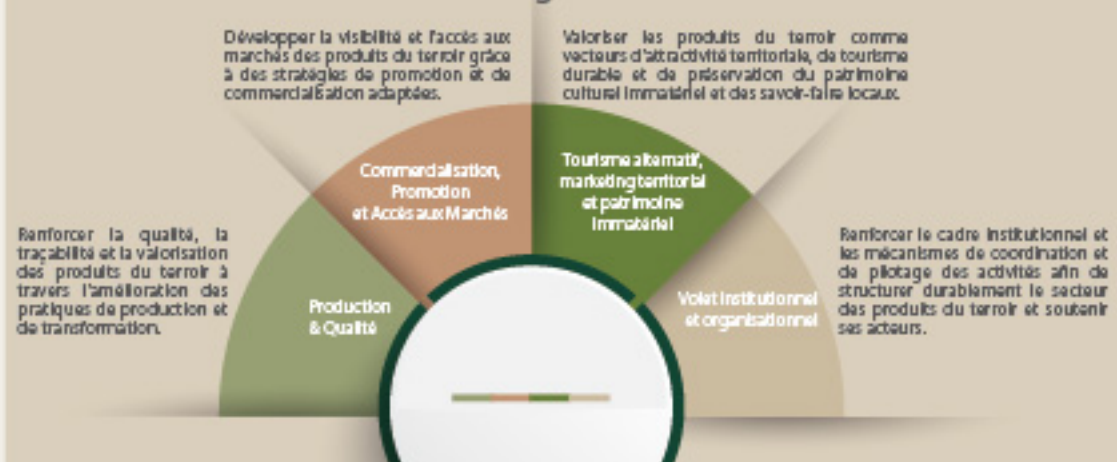 Développer la visibilité et l'accès aux
marchés des produits du terroir grâce
à des stratégies de promotion et de
commercialisation adaptées.
Valoriser les produits du terroir comme
vecteurs d'attractivité territoriale, de tourisme
durable et de préservation du patrimoine
culturel immatériel et des savoir-faire locaux.
Commercialisation,
Promotion
et Accès aux Marchés
Tourisme alternatif,
marketing territorial
et patrimoine
immatériel
Renforcer la qualité, la
traçabilité et la valorisation
des produits du terroir à
travers l'amélioration des
pratiques de production et
de transformation.
Production
& Qualité
Volet institutionnel
et organisationnel
Renforcer le cadre institutionnel et
les mécanismes de coordination et
de pilotage des activités afin de
structurer durablement le secteur
des produits du terroir et soutenir
ses acteurs.